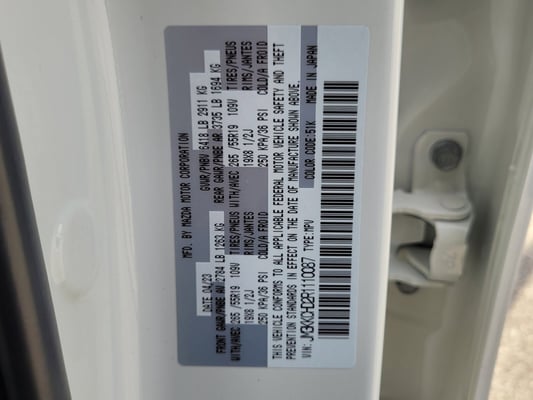 MFD. BY MAZDA MOTOR CORPORATION
DATE 04/23 GVWR/PNBV 6418 LB 2911 KG
FRONT GAWR/PNBE AV 2784 LB 1263 KG REAR GAWR/PNBE AR 3735 LB 1694 KG
265 /55R19 109V TIRES/PNEUS WITH/AVEC 265 /55R19 109V TIRES/PNEUS
19X8 1/2J RIMS/JANTES 19X8 1/2J RIMS/JANTES
250 KPA/36 PSI COLD/A FROID 250 KPA/36 PSI COLD/A FROID
THIS VEHICLE CONFORMS TO ALL APPLICABLE FEDERAL MOTOR VEHICLE SAFETY AND THEFT
PREVENTION STANDARDS IN EFFECT ON THE DATE OF MANUFACTURE SHOWN ABOVE.
VIN: TYPE:MPV COLOR CODE:51K MADE IN JAPAN